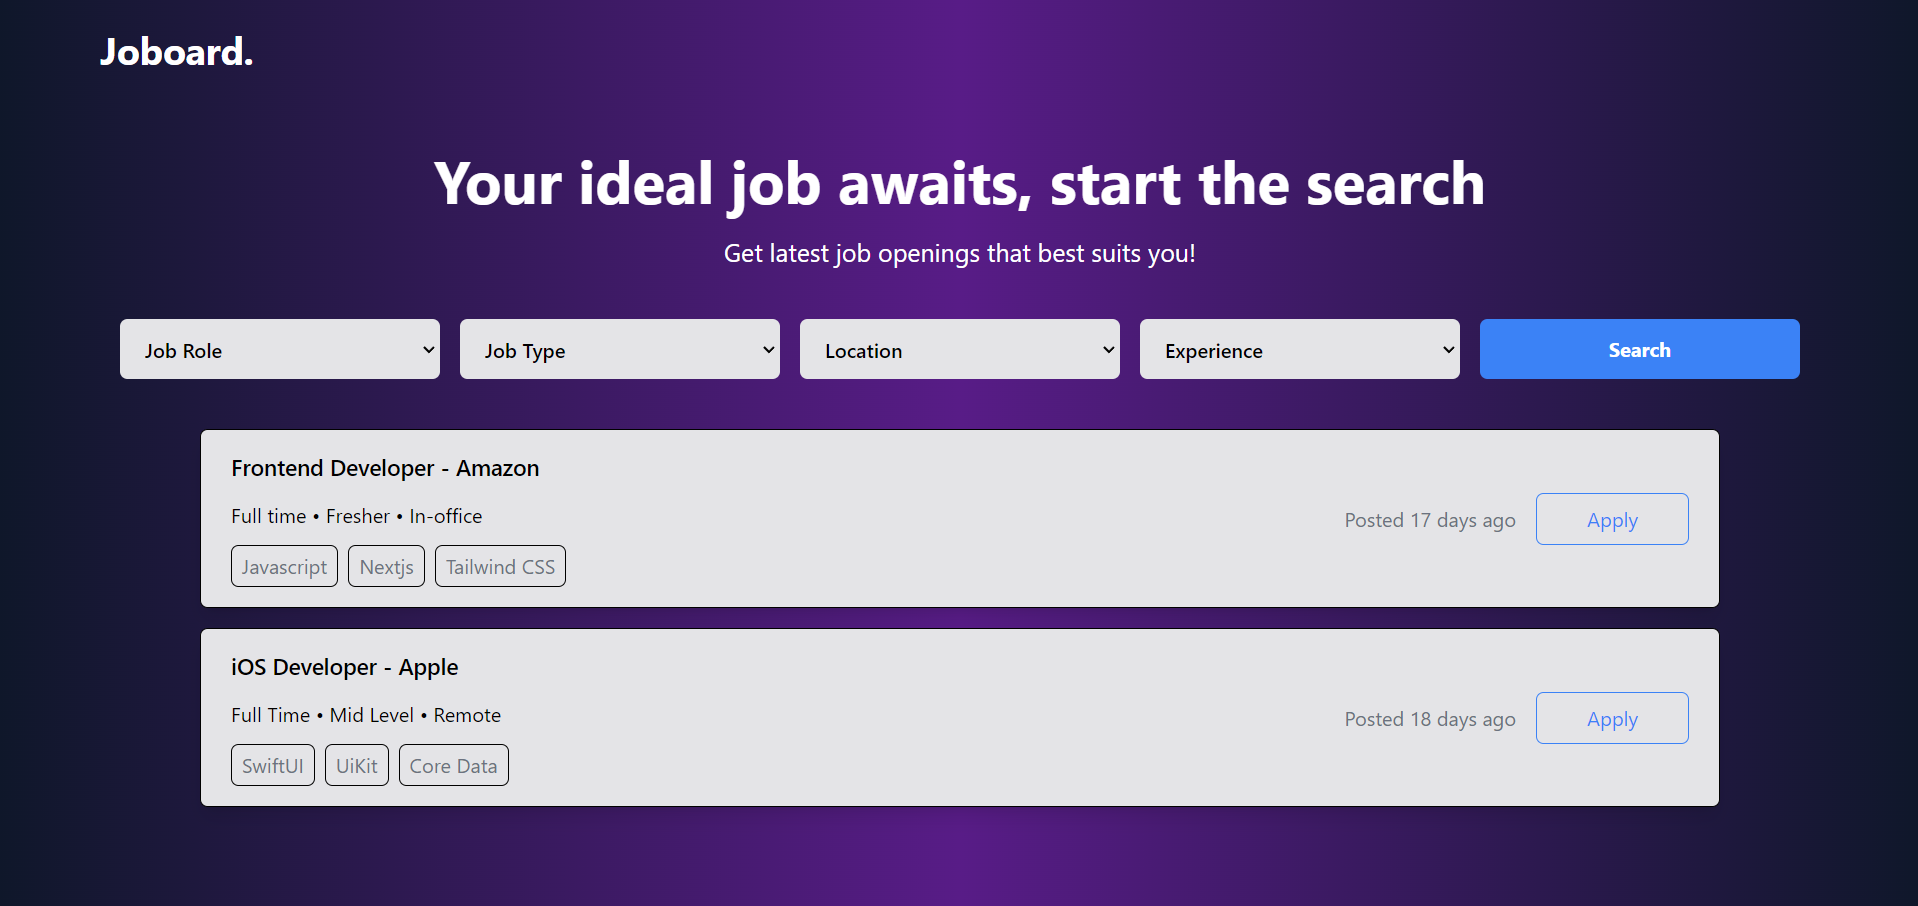 Joboard.
Your ideal job awaits, start the search
Get latest job openings that best suits you!
Job Role
Job Type
Location
Experience
Search
Frontend Developer - Amazon
Full time • Fresher • In-office
Javascript
Nextjs
Tailwind CSS
Posted 17 days ago
Apply
iOS Developer - Apple
Full Time • Mid Level • Remote
SwiftUI
UiKit
Core Data
Posted 18 days ago
Apply